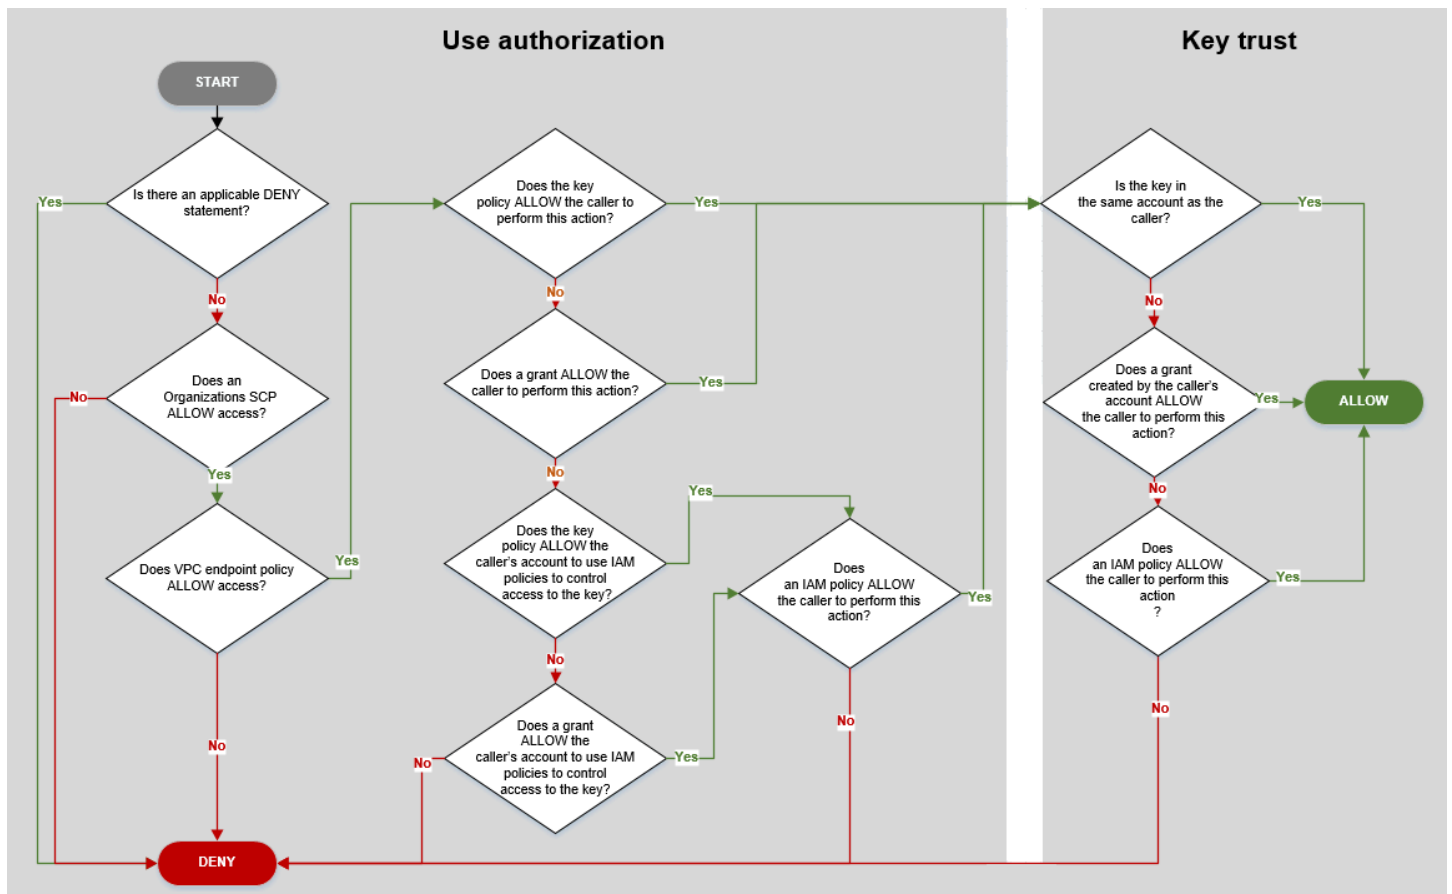 Use authorization
Key trust
START
Is there an applicable DENY
statement?
Yes
No
Does an
Organizations SCP
ALLOW access?
No
Yes
Does VPC endpoint policy
ALLOW access?
Yes
No
DENY
Does the key
policy ALLOW the caller to
perform this action?
Yes
No
Does a grant ALLOW the
caller to perform this action?
Yes
No
Does the key
policy ALLOW the
caller's account to use IAM
policies to control
access to the key?
Yes
No
Does a grant
ALLOW the
caller's account to use IAM
policies to control
access to the key?
No
Yes
Does
an IAM policy ALLOW
the caller to perform this
action?
Yes
No
Is the key in
the same account as the
caller?
Yes
No
Does a grant
created by the caller's
account ALLOW
the caller to perform this
action?
Yes
ALLOW
No
Does
an IAM policy ALLOW
the caller to perform this
action
?
Yes
No